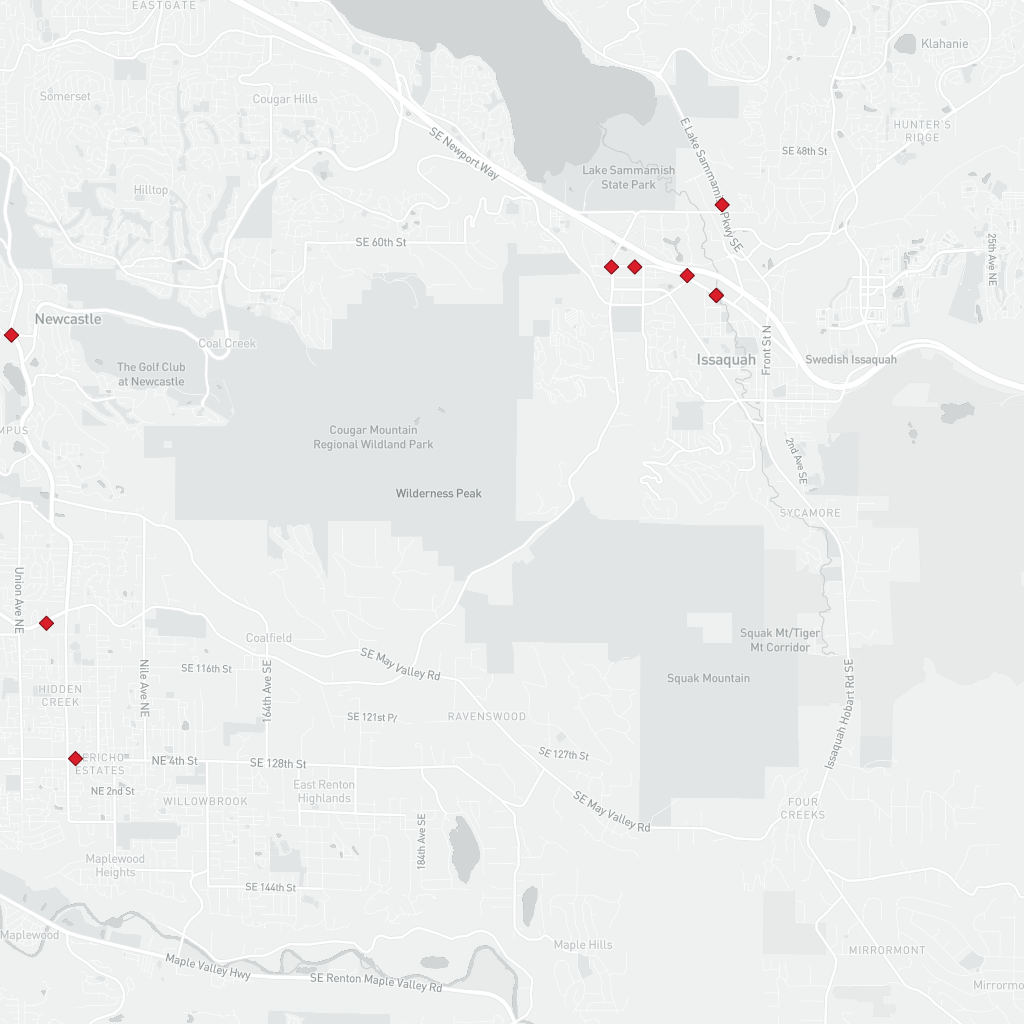 EASTGATE
Klahanie
Somerset
Cougar Hills
E Lake Sammami
Pkwy SE
HUNTER'S
RIDGE
SE Newport Way
SE 48th St
Lake Sammamish
State Park
Hilltop
SE 60th St
25th Ave NE
Newcastle
Coal Creek
Front St N
Issaquah
Swedish Issaquah
The Golf Club
at Newcastle
MPUS
Cougar Mountain
Regional Wildland Park
2nd Ave SE
Wilderness Peak
SYCAMORE
Union Ave NE
Coalfield
Squak Mt/Tiger
Mt Corridor
SE May Valley Rd
SE 116th St
Nile Ave NE
164th Ave SE
Squak Mountain
HIDDEN
CREEK
Issaquah Hobart Rd SE
SE 121st Pl
RAVENSWOOD
ERICHO
ESTATES
NE 4th St
SE 128th St
SE 127th St
NE 2nd St
WILLOWBROOK
East Renton
Highlands
SE May Valley Rd
FOUR
CREEKS
184th Ave SE
Maplewood
Heights
SE 144th St
Maplewood
Maple Hills
MIRRORMONT
Maple Valley Hwy
SE Renton Maple Valley Rd
Mirrormo